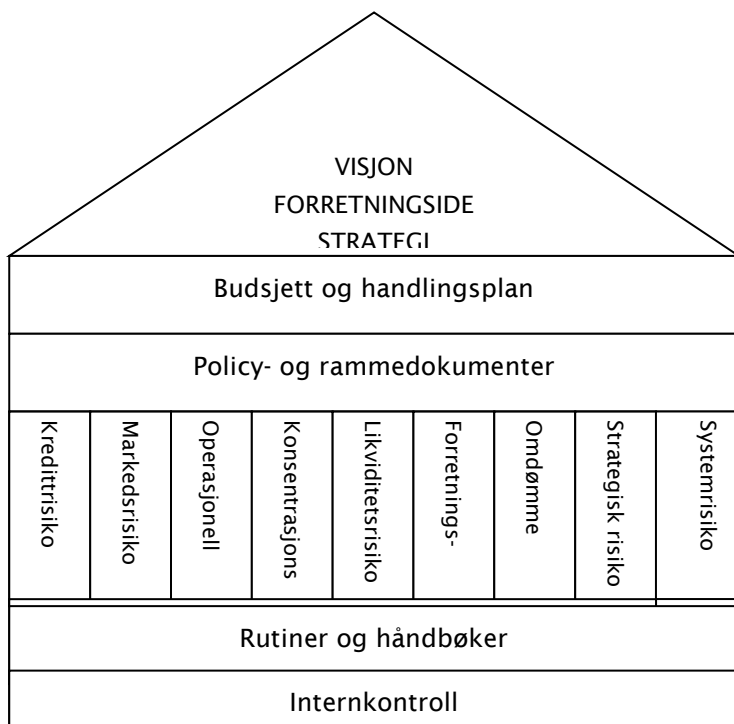 VISJON
FORRETNINGSIDE
STRATEGI
Budsjett og handlingsplan
Policy- og rammedokumenter
Kredittrisiko
Markedsrisiko
Operasjonell
Konsentrasjons
Likviditetsrisiko
Forretnings-
Omdømme
Strategisk risiko
Systemrisiko
Rutiner og håndbøker
Internkontroll